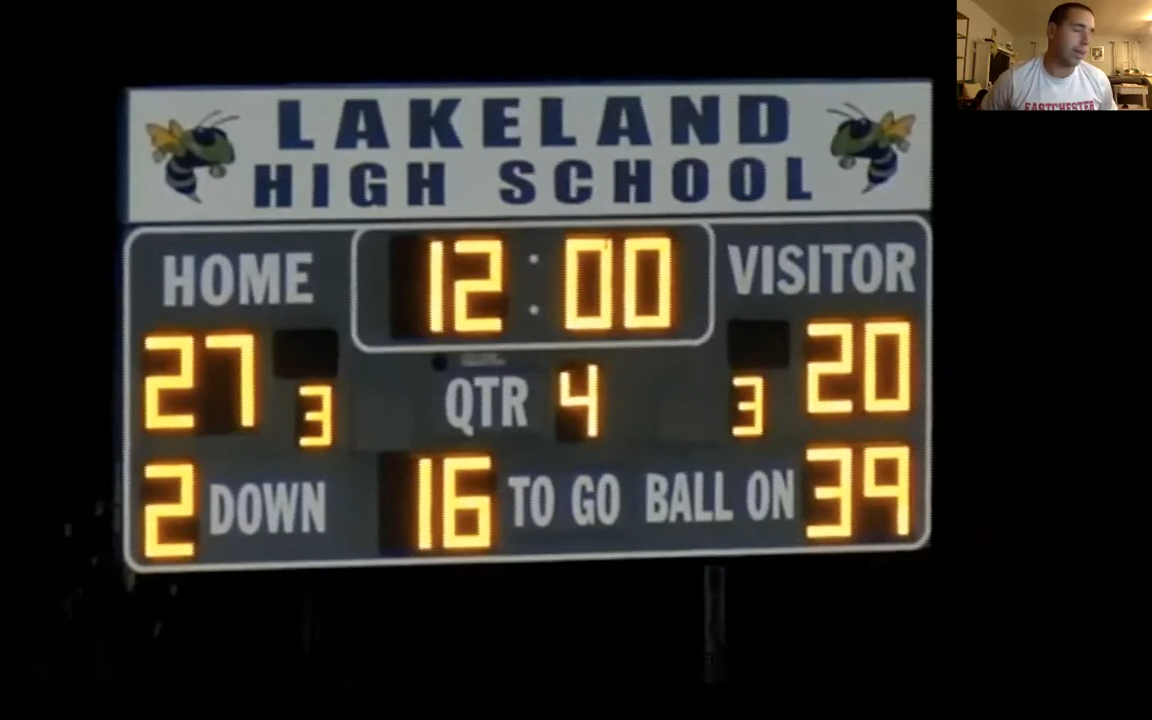 LAKELAND
HIGH SCHOOL
HOME 12:00 VISITOR
27 3 QTR 4 3 20
2 DOWN 16 TO GO BALL ON 39
EASTCHESTER